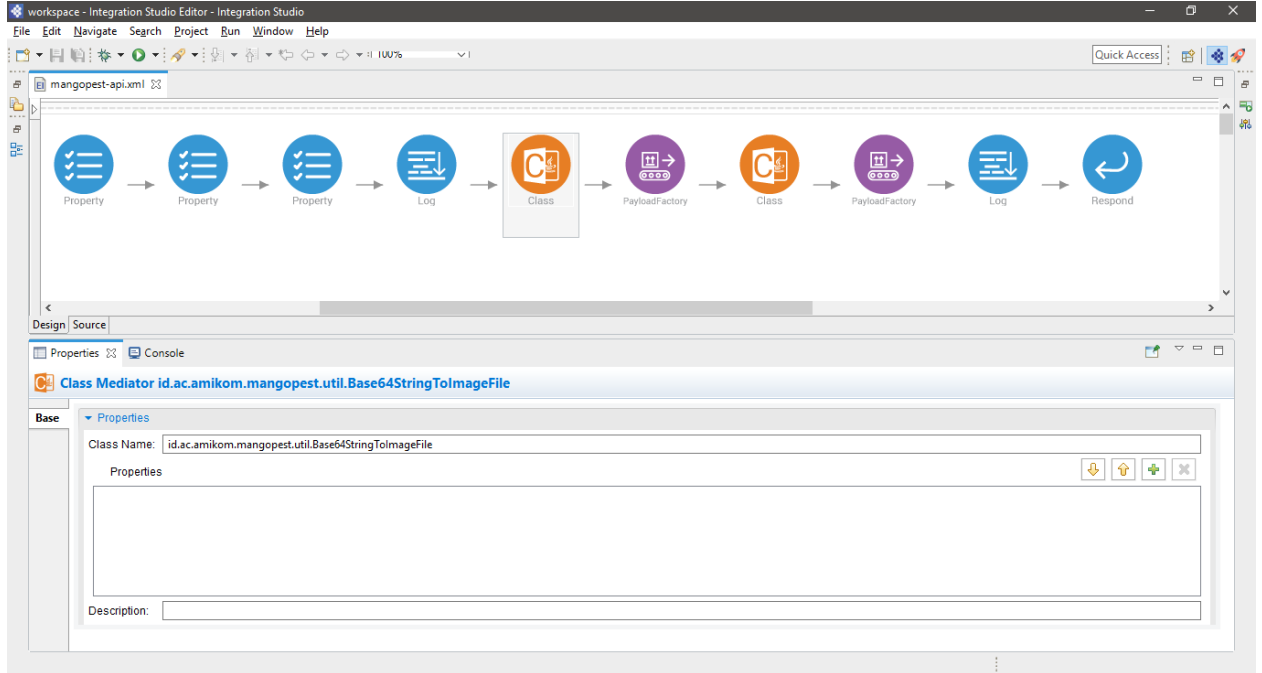 workspace - Integration Studio Editor - Integration Studio
File Edit Navigate Search Project Run Window Help
100%
Quick Access
mangopest-api.xml
Property Property Property Log Class PayloadFactory Class PayloadFactory Log Respond
Design Source
Properties Console
Class Mediator id.ac.amikom.mangopest.util.Base64StringToImageFile
Base
Properties
Class Name: id.ac.amikom.mangopest.util.Base64StringToImageFile
Properties
Description: